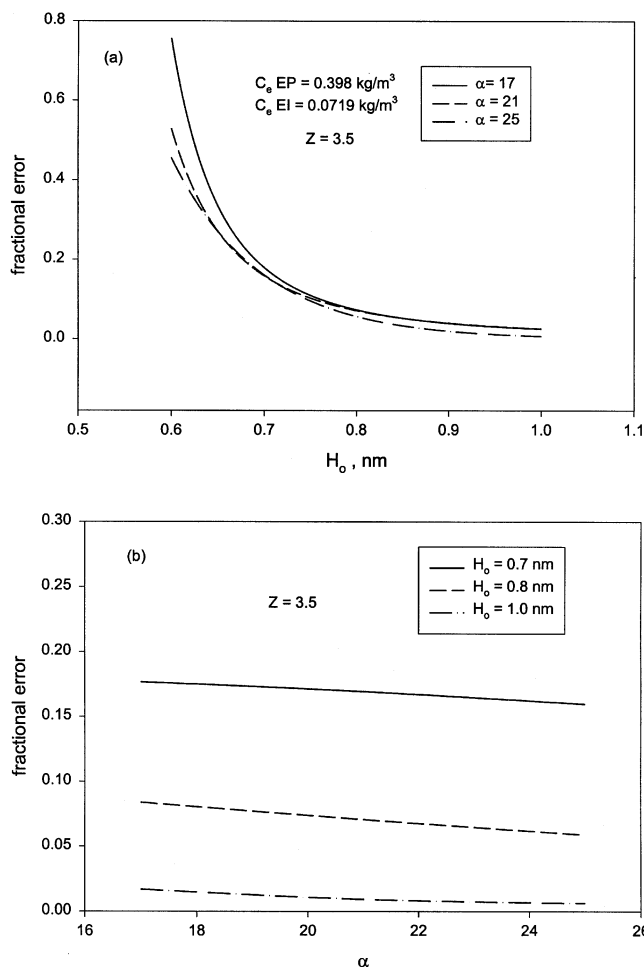 0.8
(a)
C_e EP = 0.398 kg/m³
C_e EI = 0.0719 kg/m³
Z = 3.5
α= 17
α = 21
α = 25
0.6
0.4
0.2
0.0
fractional error
0.5 0.6 0.7 0.8 0.9 1.0 1.1
H_o , nm
0.30
(b)
Z = 3.5
H_o = 0.7 nm
H_o = 0.8 nm
H_o = 1.0 nm
0.25
0.20
0.15
0.10
0.05
0.00
fractional error
16 18 20 22 24 26
α